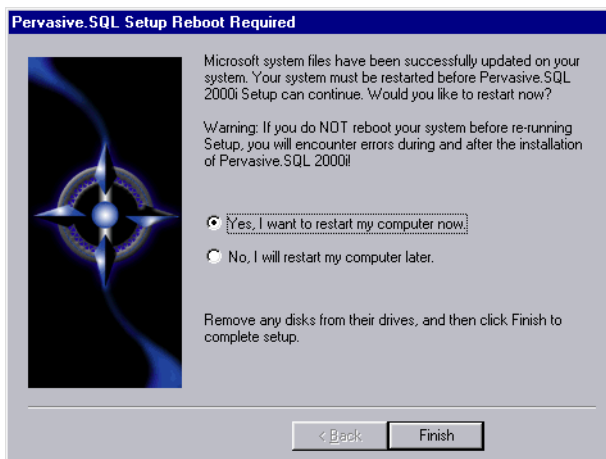 Pervasive.SQL Setup Reboot Required
Microsoft system files have been successfully updated on your
system. Your system must be restarted before Pervasive.SQL
2000i Setup can continue. Would you like to restart now?
Warning: If you do NOT reboot your system before re-running
Setup, you will encounter errors during and after the installation
of Pervasive.SQL 2000i!
Yes, I want to restart my computer now.
No, I will restart my computer later.
Remove any disks from their drives, and then click Finish to
complete setup.
< Back
Finish